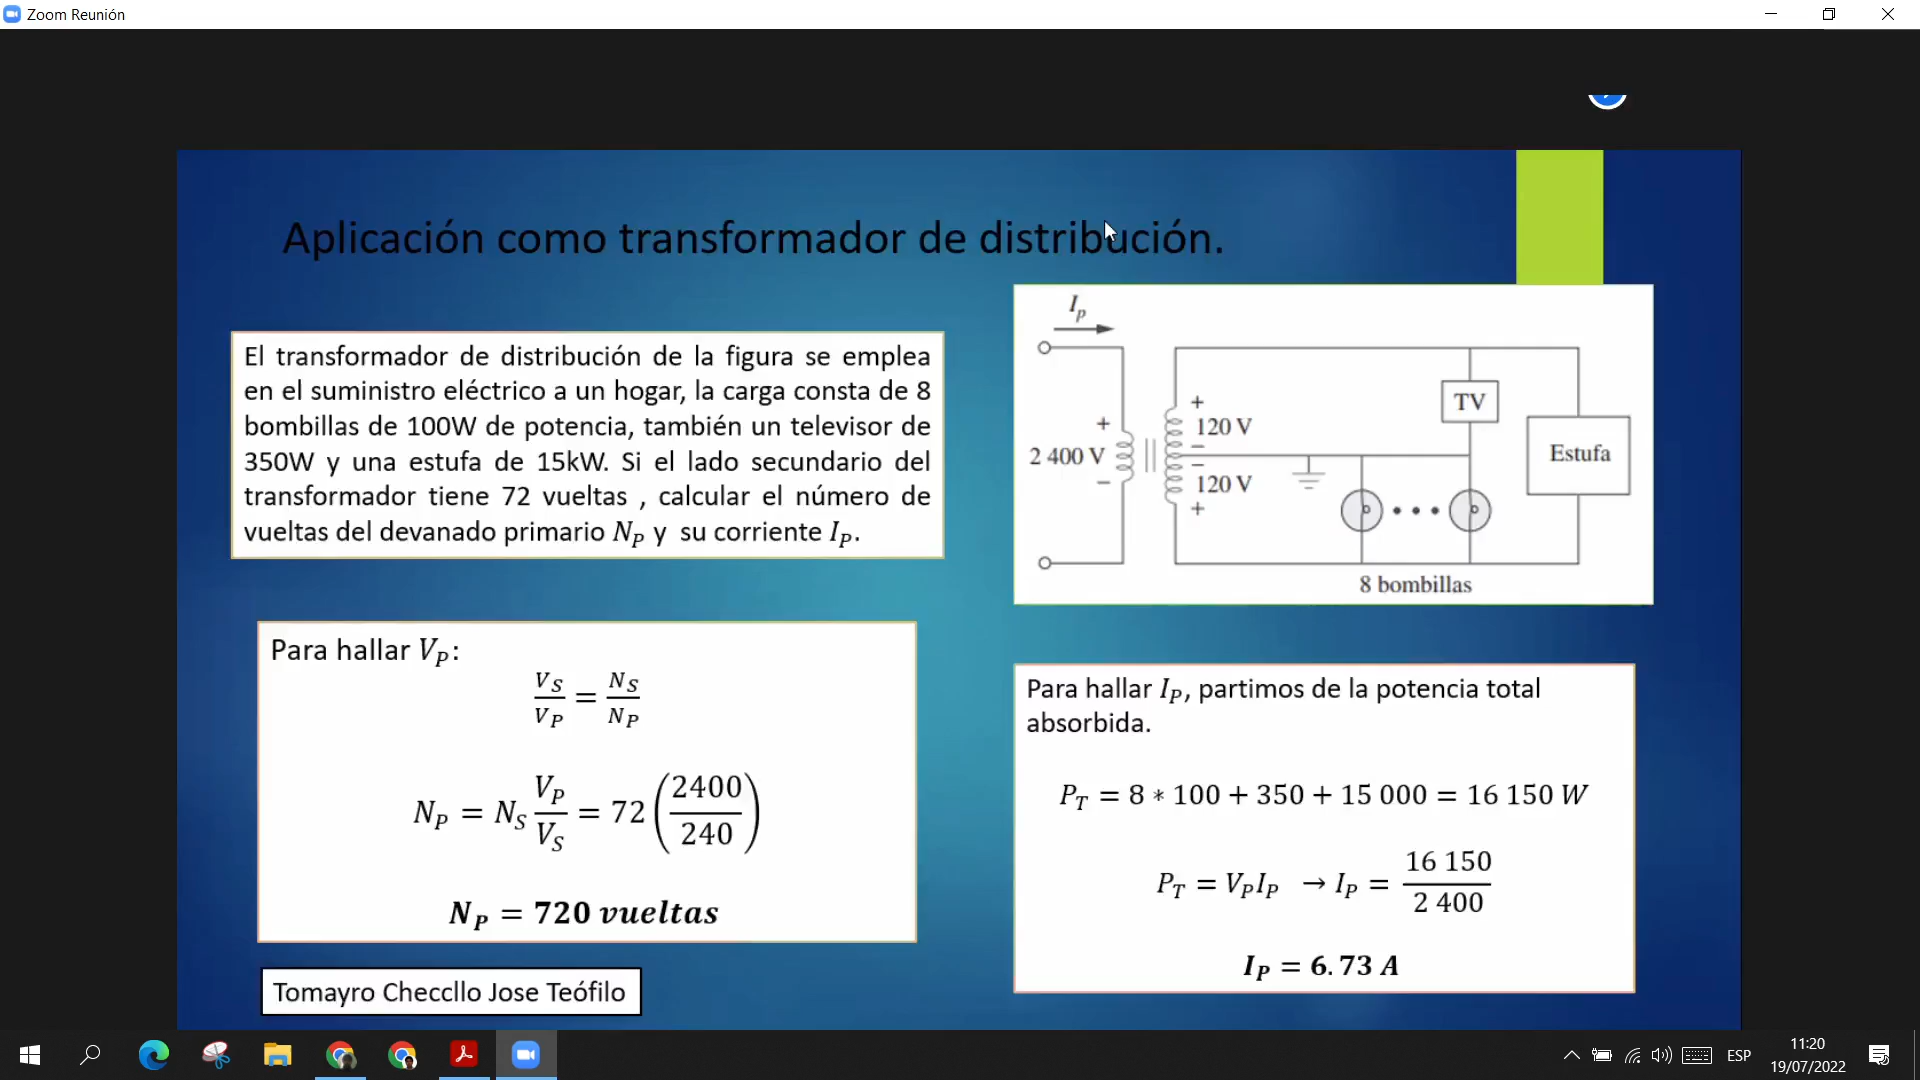 Zoom Reunión
Aplicación como transformador de distribución.
El transformador de distribución de la figura se emplea
en el suministro eléctrico a un hogar, la carga consta de 8
bombillas de 100W de potencia, también un televisor de
350W y una estufa de 15kW. Si el lado secundario del
transformador tiene 72 vueltas , calcular el número de
vueltas del devanado primario N_P y su corriente I_P.
I_p
+
2 400 V
−
+
120 V
−
−
120 V
+
TV
Estufa
8 bombillas
Para hallar V_P:
V_S/V_P = N_S/N_P
N_P = N_S V_P/V_S = 72 (2400/240)
N_P = 720 vueltas
Para hallar I_P, partimos de la potencia total
absorbida.
P_T = 8 * 100 + 350 + 15 000 = 16 150 W
P_T = V_P I_P → I_P = 16 150/2 400
I_P = 6.73 A
Tomayro Checcllo Jose Teófilo
ESP
11:20
19/07/2022